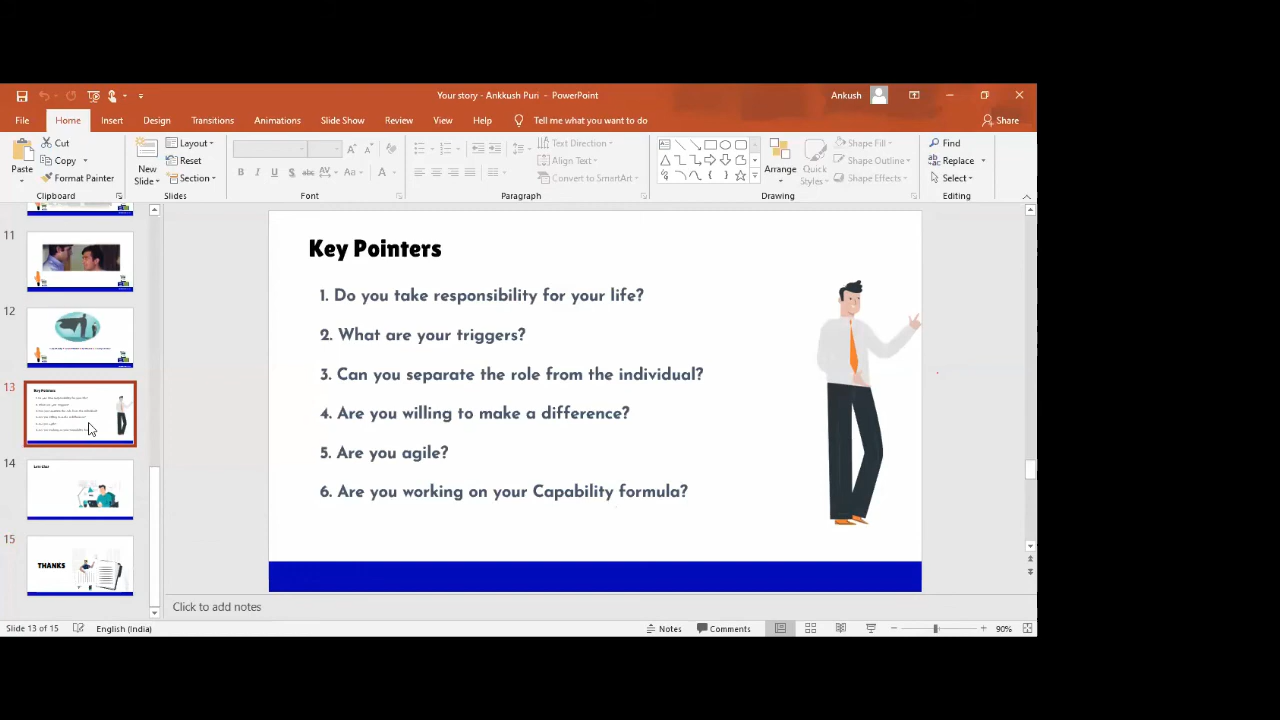 Your story - Ankkush Puri - PowerPoint
Ankush
File Home Insert Design Transitions Animations Slide Show Review View Help Tell me what you want to do
Share
Cut
Copy
Format Painter
Paste
Clipboard
New
Slide
Layout
Reset
Section
Slides
B I U S abc AV Aa A
Font
Text Direction
Align Text
Convert to SmartArt
Paragraph
Arrange
Quick
Styles
Shape Fill
Shape Outline
Shape Effects
Drawing
Find
Replace
Select
Editing
11
12
13
Key Pointers
14
15
THANKS
Key Pointers
1. Do you take responsibility for your life?
2. What are your triggers?
3. Can you separate the role from the individual?
4. Are you willing to make a difference?
5. Are you agile?
6. Are you working on your Capability formula?
Click to add notes
Slide 13 of 15
English (India)
Notes
Comments
90%